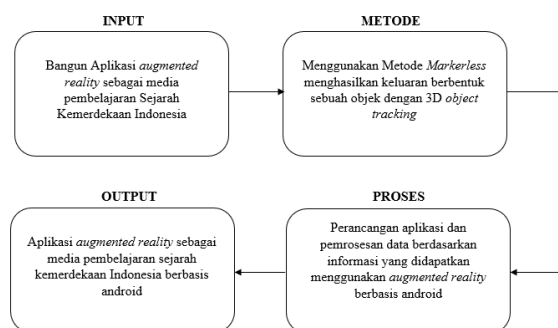 INPUT
Bangun Aplikasi augmented
reality sebagai media
pembelajaran Sejarah
Kemerdekaan Indonesia
METODE
Menggunakan Metode Markerless
menghasilkan keluaran berbentuk
sebuah objek dengan 3D object
tracking
OUTPUT
Aplikasi augmented reality sebagai
media pembelajaran sejarah
kemerdekaan Indonesia berbasis
android
PROSES
Perancangan aplikasi dan
pemrosesan data berdasarkan
informasi yang didapatkan
menggunakan augmented reality
berbasis android